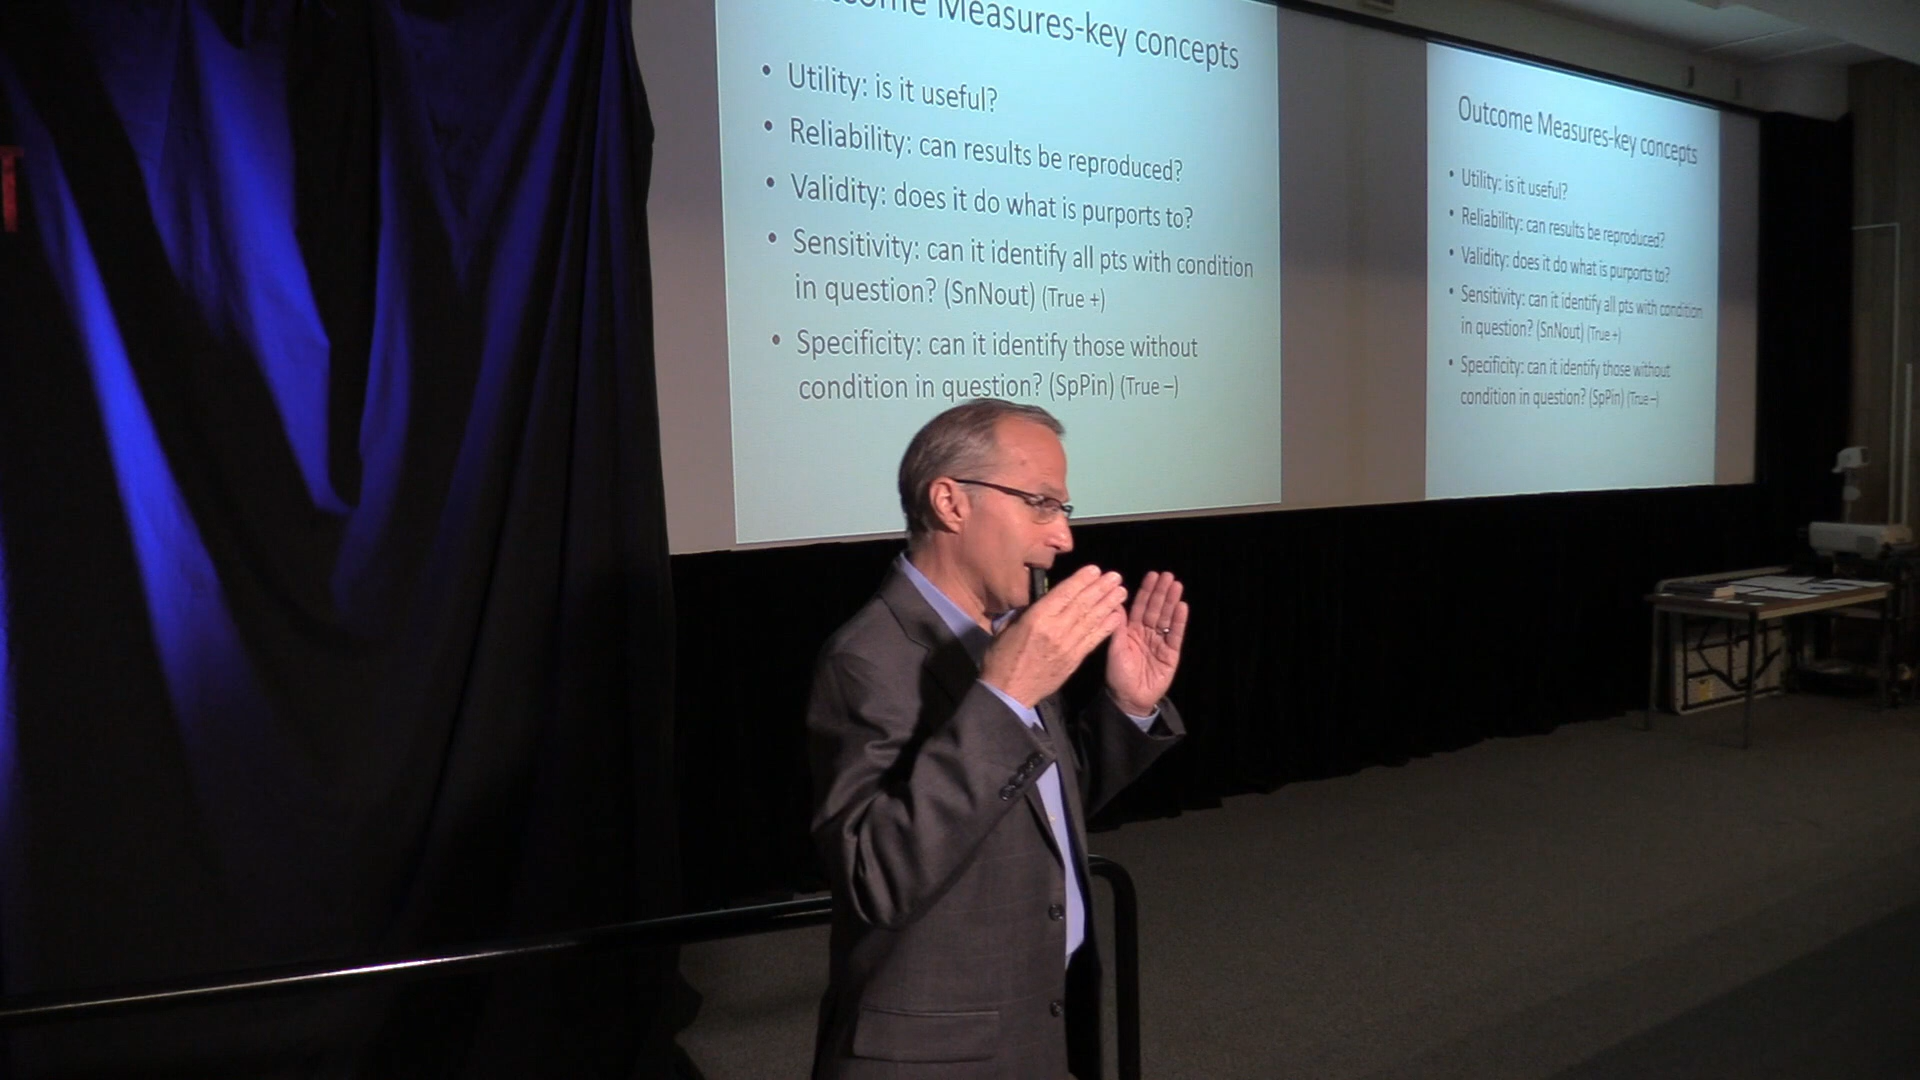 Outcome Measures-key concepts
• Utility: is it useful?
• Reliability: can results be reproduced?
• Validity: does it do what is purports to?
• Sensitivity: can it identify all pts with condition
in question? (SnNout) (True +)
• Specificity: can it identify those without
condition in question? (SpPin) (True –)
Outcome Measures-key concepts
• Utility: is it useful?
• Reliability: can results be reproduced?
• Validity: does it do what is purports to?
• Sensitivity: can it identify all pts with condition
in question? (SnNout) (True +)
• Specificity: can it identify those without
condition in question? (SpPin) (True –)
T